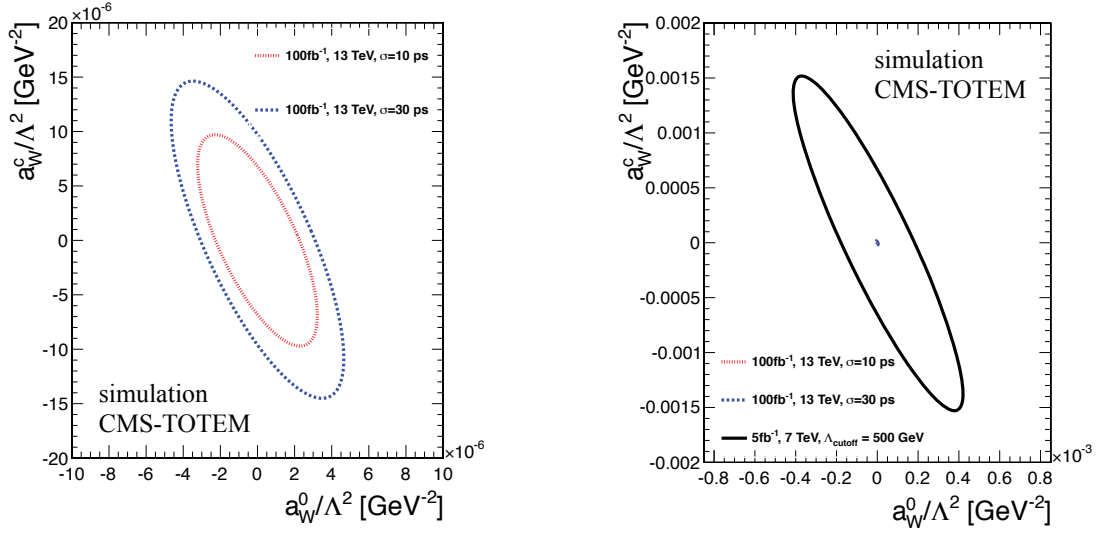 ×10⁻⁶
20
15
10
5
0
-5
-10
-15
-20
a_W^c/Λ² [GeV⁻²]
100fb⁻¹, 13 TeV, σ=10 ps
100fb⁻¹, 13 TeV, σ=30 ps
simulation
CMS-TOTEM
-10 -8 -6 -4 -2 0 2 4 6 8 10
×10⁻⁶
a_W^0/Λ² [GeV⁻²]
0.002
0.0015
0.001
0.0005
0
-0.0005
-0.001
-0.0015
-0.002
a_W^c/Λ² [GeV⁻²]
simulation
CMS-TOTEM
100fb⁻¹, 13 TeV, σ=10 ps
100fb⁻¹, 13 TeV, σ=30 ps
5fb⁻¹, 7 TeV, Λ_cutoff = 500 GeV
-0.8 -0.6 -0.4 -0.2 0 0.2 0.4 0.6 0.8
×10⁻³
a_W^0/Λ² [GeV⁻²]